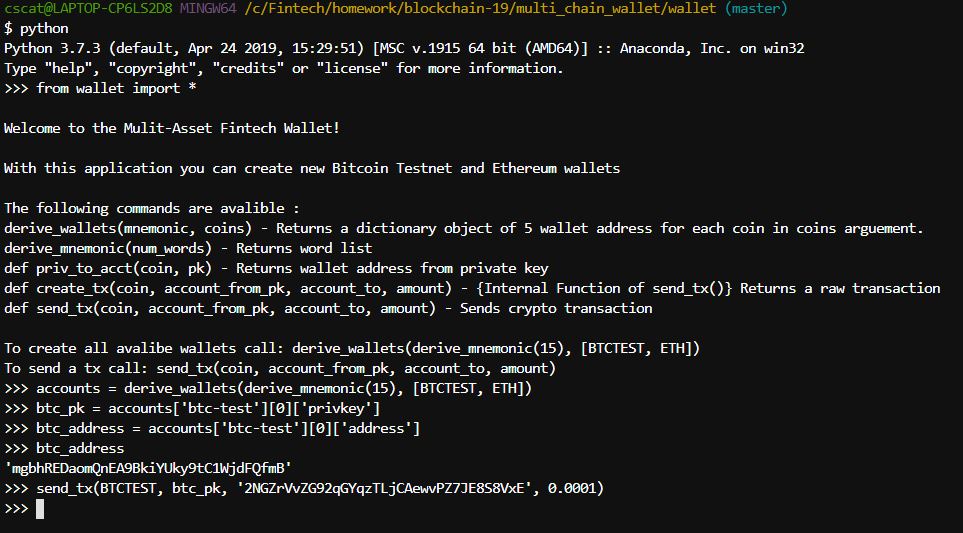 cscat@LAPTOP-CP6LS2D8 MINGW64 /c/Fintech/homework/blockchain-19/multi_chain_wallet/wallet (master)
$ python
Python 3.7.3 (default, Apr 24 2019, 15:29:51) [MSC v.1915 64 bit (AMD64)] :: Anaconda, Inc. on win32
Type "help", "copyright", "credits" or "license" for more information.
>>> from wallet import *
Welcome to the Mulit-Asset Fintech Wallet!
With this application you can create new Bitcoin Testnet and Ethereum wallets
The following commands are avalible :
derive_wallets(mnemonic, coins) - Returns a dictionary object of 5 wallet address for each coin in coins arguement.
derive_mnemonic(num_words) - Returns word list
def priv_to_acct(coin, pk) - Returns wallet address from private key
def create_tx(coin, account_from_pk, account_to, amount) - {Internal Function of send_tx()} Returns a raw transaction
def send_tx(coin, account_from_pk, account_to, amount) - Sends crypto transaction
To create all avalibe wallets call: derive_wallets(derive_mnemonic(15), [BTCTEST, ETH])
To send a tx call: send_tx(coin, account_from_pk, account_to, amount)
>>> accounts = derive_wallets(derive_mnemonic(15), [BTCTEST, ETH])
>>> btc_pk = accounts['btc-test'][0]['privkey']
>>> btc_address = accounts['btc-test'][0]['address']
>>> btc_address
'mgbhREDaomQnEA9BkiYUky9tC1WjdFQfmB'
>>> send_tx(BTCTEST, btc_pk, '2NGZrVvZG92qGYqzTLjCAewvPZ7JE8S8VxE', 0.0001)
>>>